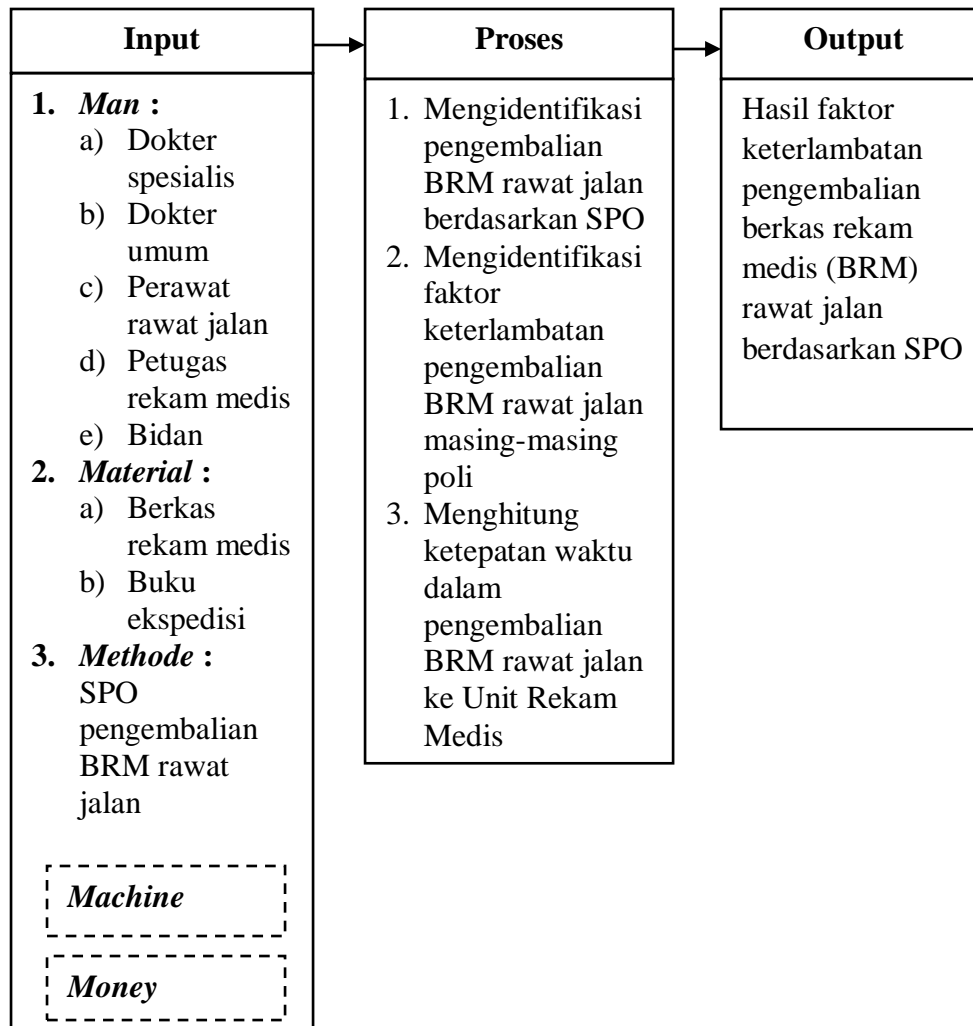 Input
1. Man :
a) Dokter
spesialis
b) Dokter
umum
c) Perawat
rawat jalan
d) Petugas
rekam medis
e) Bidan
2. Material :
a) Berkas
rekam medis
b) Buku
ekspedisi
3. Methode :
SPO
pengembalian
BRM rawat
jalan
Machine
Money
Proses
1. Mengidentifikasi
pengembalian
BRM rawat jalan
berdasarkan SPO
2. Mengidentifikasi
faktor
keterlambatan
pengembalian
BRM rawat jalan
masing-masing
poli
3. Menghitung
ketepatan waktu
dalam
pengembalian
BRM rawat jalan
ke Unit Rekam
Medis
Output
Hasil faktor
keterlambatan
pengembalian
berkas rekam
medis (BRM)
rawat jalan
berdasarkan SPO